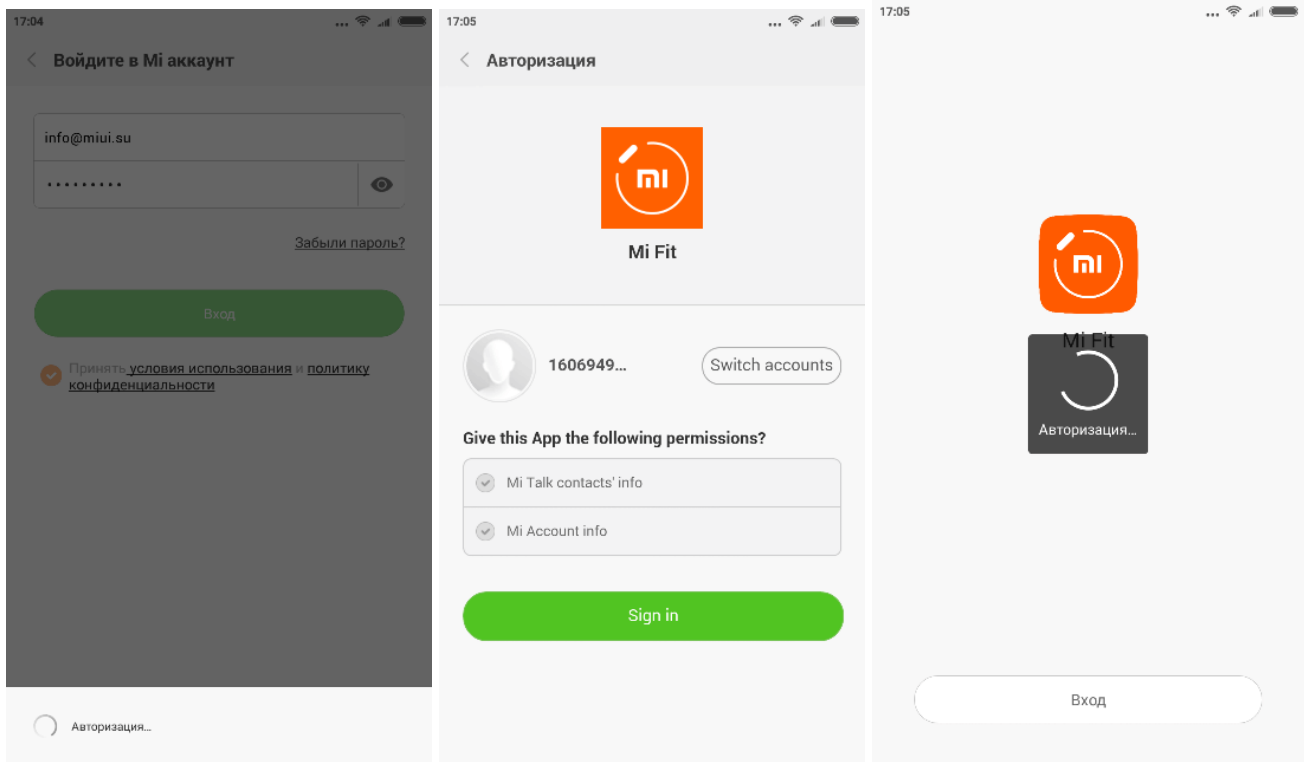 17:04
...
Войдите в Mi аккаунт
info@miui.su
•••••••••
Забыли пароль?
Вход
Принять условия использования и политику
конфиденциальности
Авторизация...
17:05
...
Авторизация
mi
Mi Fit
1606949...
Switch accounts
Give this App the following permissions?
Mi Talk contacts' info
Mi Account info
Sign in
17:05
...
mi
Mi Fit
Авторизация...
Вход